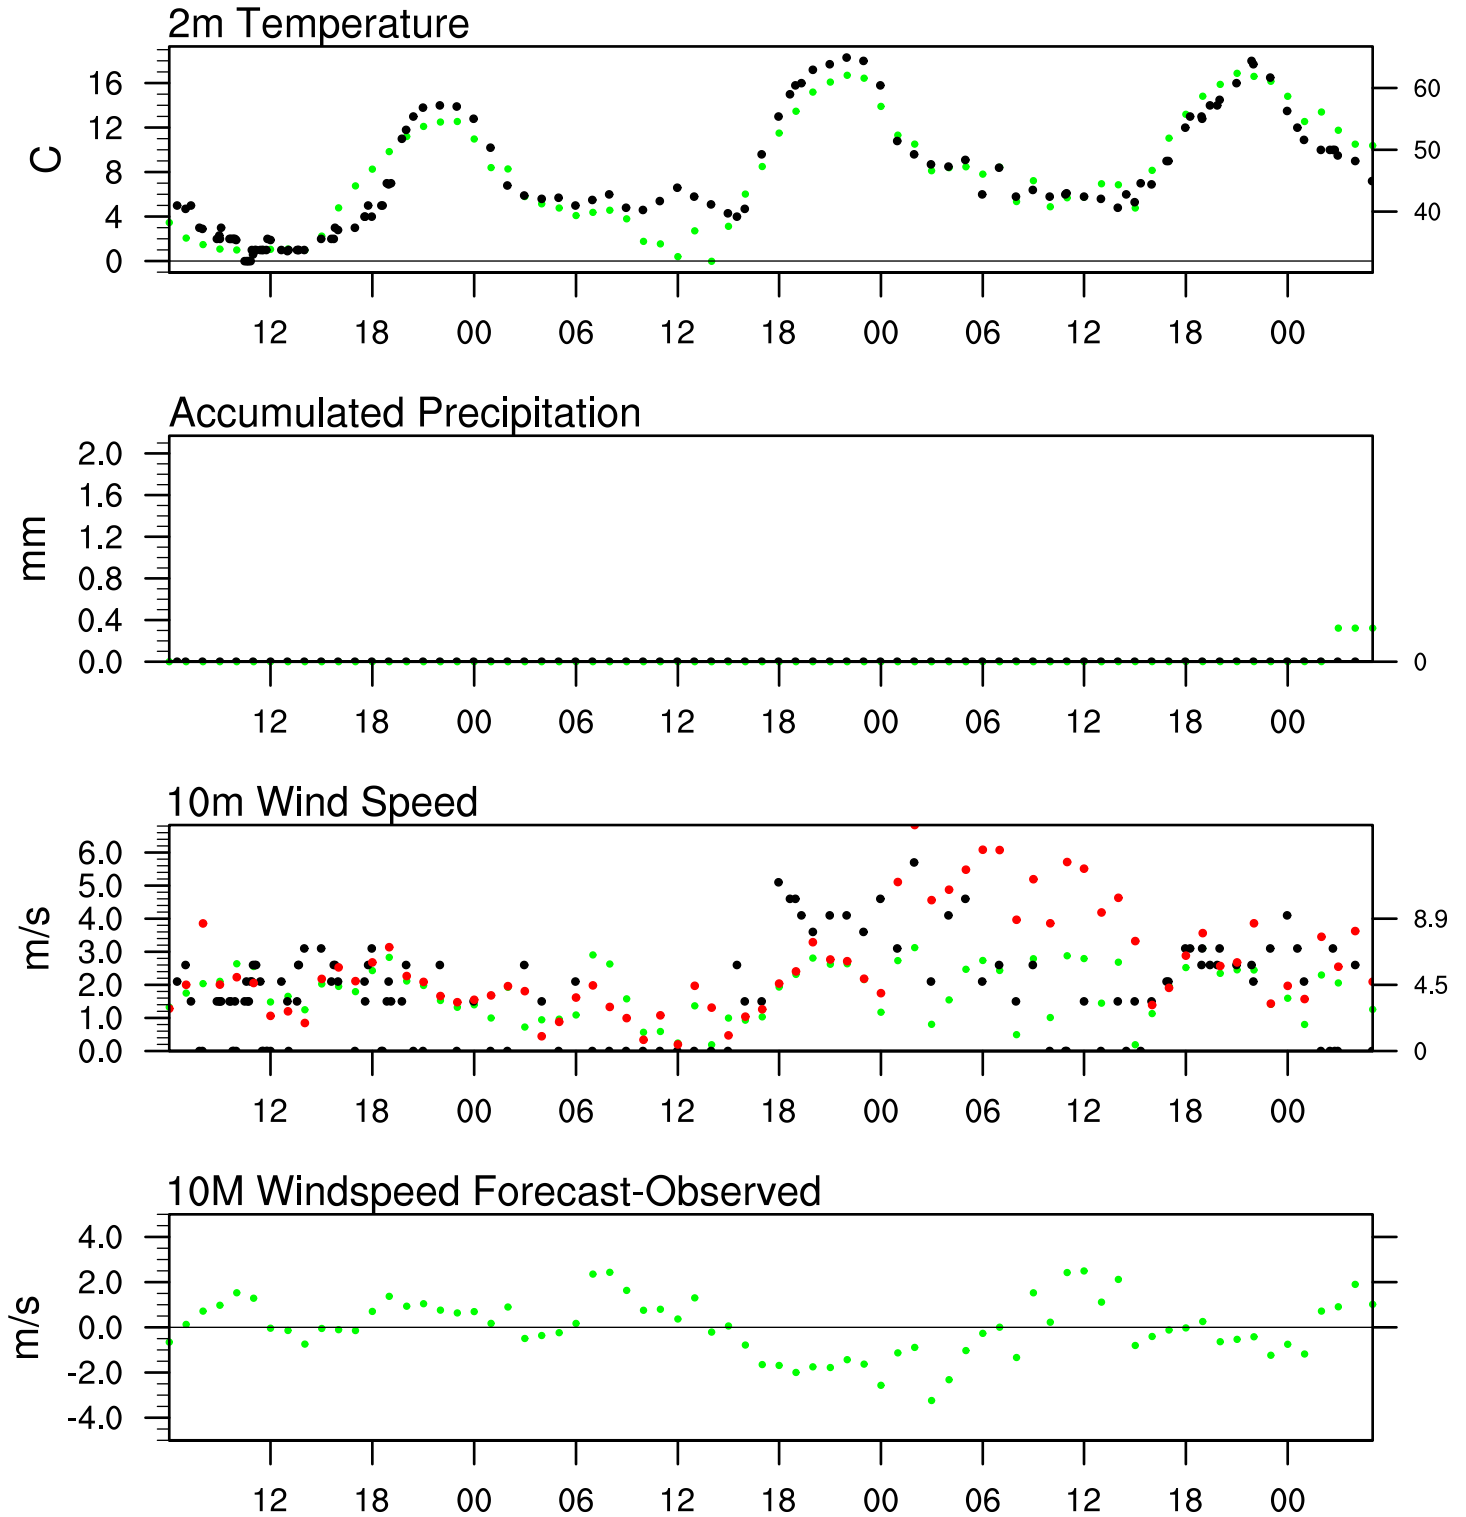 2m Temperature
16
12
8
4
0
C
60
50
40
12 18 00 06 12 18 00 06 12 18 00
Accumulated Precipitation
2.0
1.6
1.2
0.8
0.4
0.0
mm
0
12 18 00 06 12 18 00 06 12 18 00
10m Wind Speed
6.0
5.0
4.0
3.0
2.0
1.0
0.0
m/s
8.9
4.5
0
12 18 00 06 12 18 00 06 12 18 00
10M Windspeed Forecast-Observed
4.0
2.0
0.0
-2.0
-4.0
m/s
12 18 00 06 12 18 00 06 12 18 00